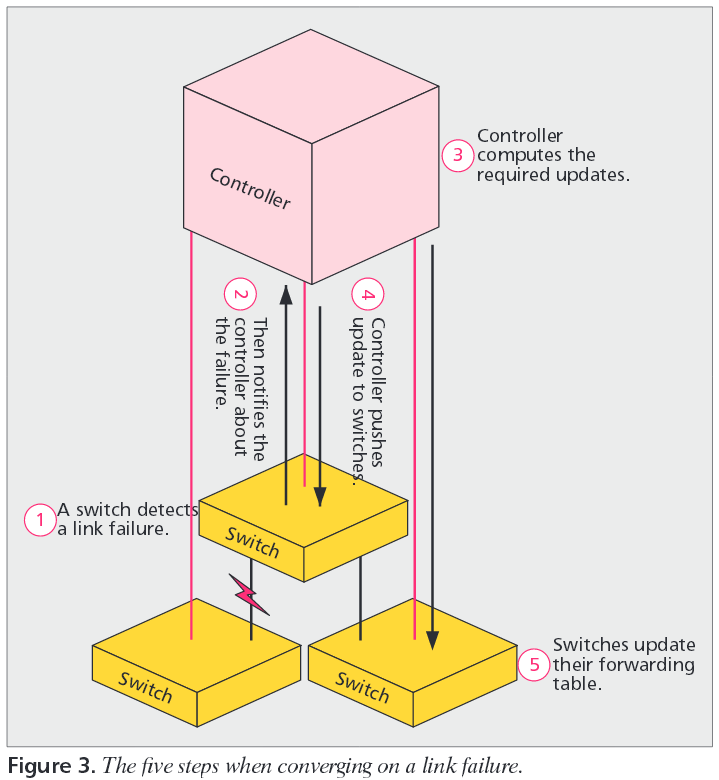 Controller
3
Controller
computes the
required updates.
2
Then notifies the
controller about
the failure.
4
Controller pushes
update to switches.
1
A switch detects
a link failure.
Switch
Switch
Switch
5
Switches update
their forwarding
table.
Figure 3. The five steps when converging on a link failure.